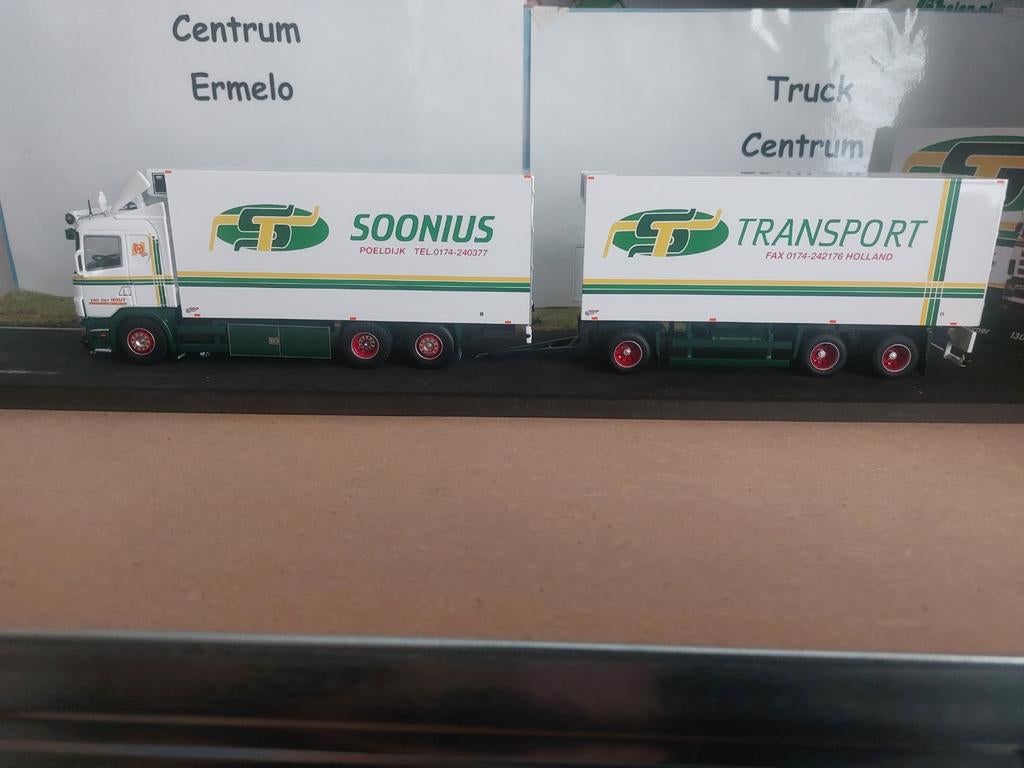 Centrum
Ermelo
Truck
Centrum
SOONIUS
POELDIJK TEL.0174-240377
TRANSPORT
FAX 0174-242176 HOLLAND
van der HOUT